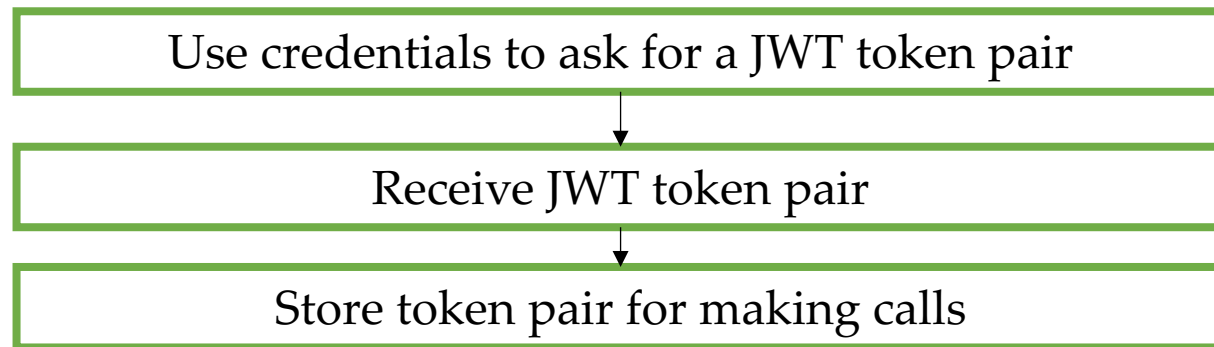 Use credentials to ask for a JWT token pair
Receive JWT token pair
Store token pair for making calls